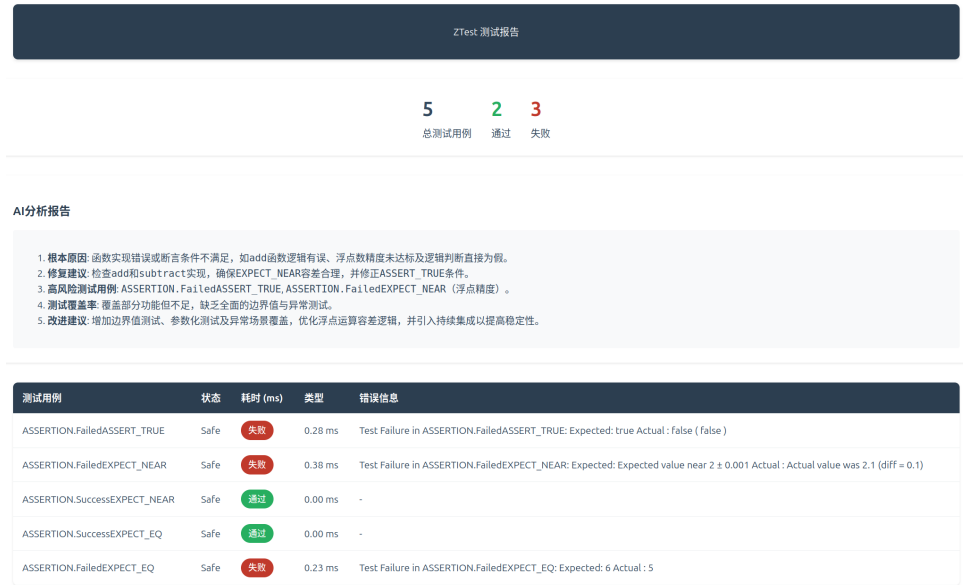 ZTest 测试报告
5 2 3
总测试用例 通过 失败
AI分析报告
1. 根本原因: 函数实现错误或断言条件不满足，如add函数逻辑有误、浮点数精度未达标及逻辑判断直接为假。
2. 修复建议: 检查add和subtract实现，确保EXPECT_NEAR容差合理，并修正ASSERT_TRUE条件。
3. 高风险测试用例: ASSERTION.FailedASSERT_TRUE, ASSERTION.FailedEXPECT_NEAR（浮点精度）。
4. 测试覆盖率: 覆盖部分功能但不足，缺乏全面的边界值与异常测试。
5. 改进建议: 增加边界值测试、参数化测试及异常场景覆盖，优化浮点运算容差逻辑，并引入持续集成以提高稳定性。
测试用例 状态 耗时 (ms) 类型 错误信息
ASSERTION.FailedASSERT_TRUE Safe 失败 0.28 ms Test Failure in ASSERTION.FailedASSERT_TRUE: Expected: true Actual : false ( false )
ASSERTION.FailedEXPECT_NEAR Safe 失败 0.38 ms Test Failure in ASSERTION.FailedEXPECT_NEAR: Expected: Expected value near 2 ± 0.001 Actual : Actual value was 2.1 (diff = 0.1)
ASSERTION.SuccessEXPECT_NEAR Safe 通过 0.00 ms -
ASSERTION.SuccessEXPECT_EQ Safe 通过 0.00 ms -
ASSERTION.FailedEXPECT_EQ Safe 失败 0.23 ms Test Failure in ASSERTION.FailedEXPECT_EQ: Expected: 6 Actual : 5